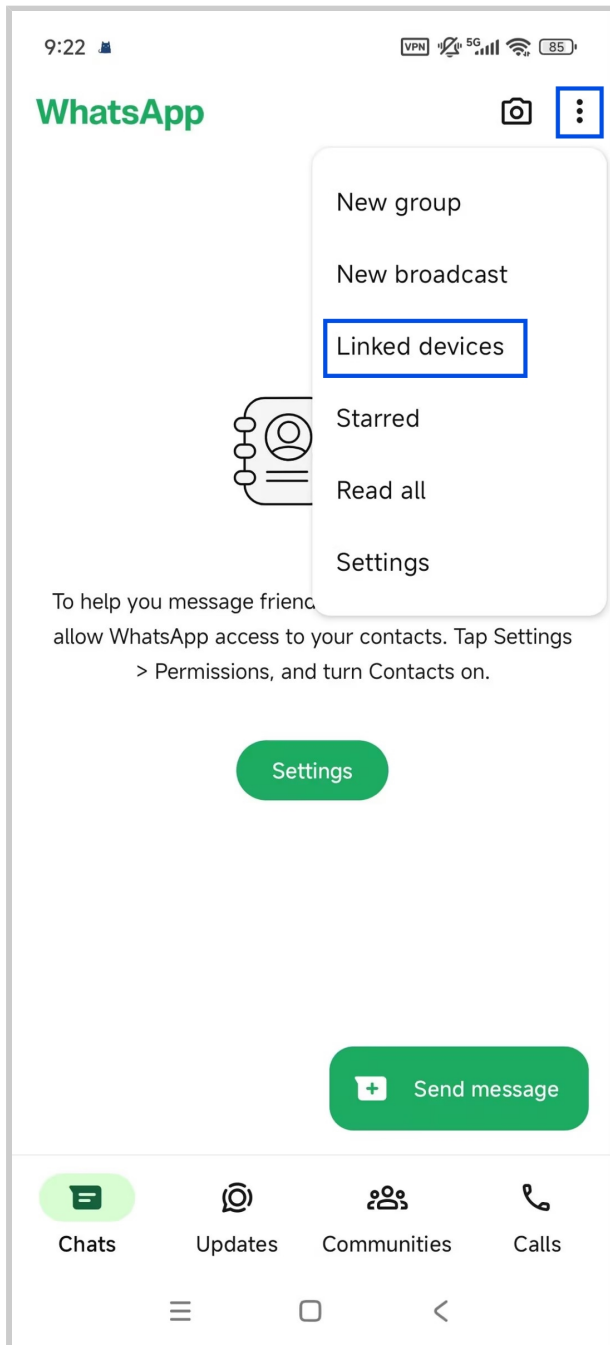 9:22 VPN 5G 85
WhatsApp
New group
New broadcast
Linked devices
Starred
Read all
Settings
To help you message friend
allow WhatsApp access to your contacts. Tap Settings
> Permissions, and turn Contacts on.
Settings
Send message
Chats Updates Communities Calls